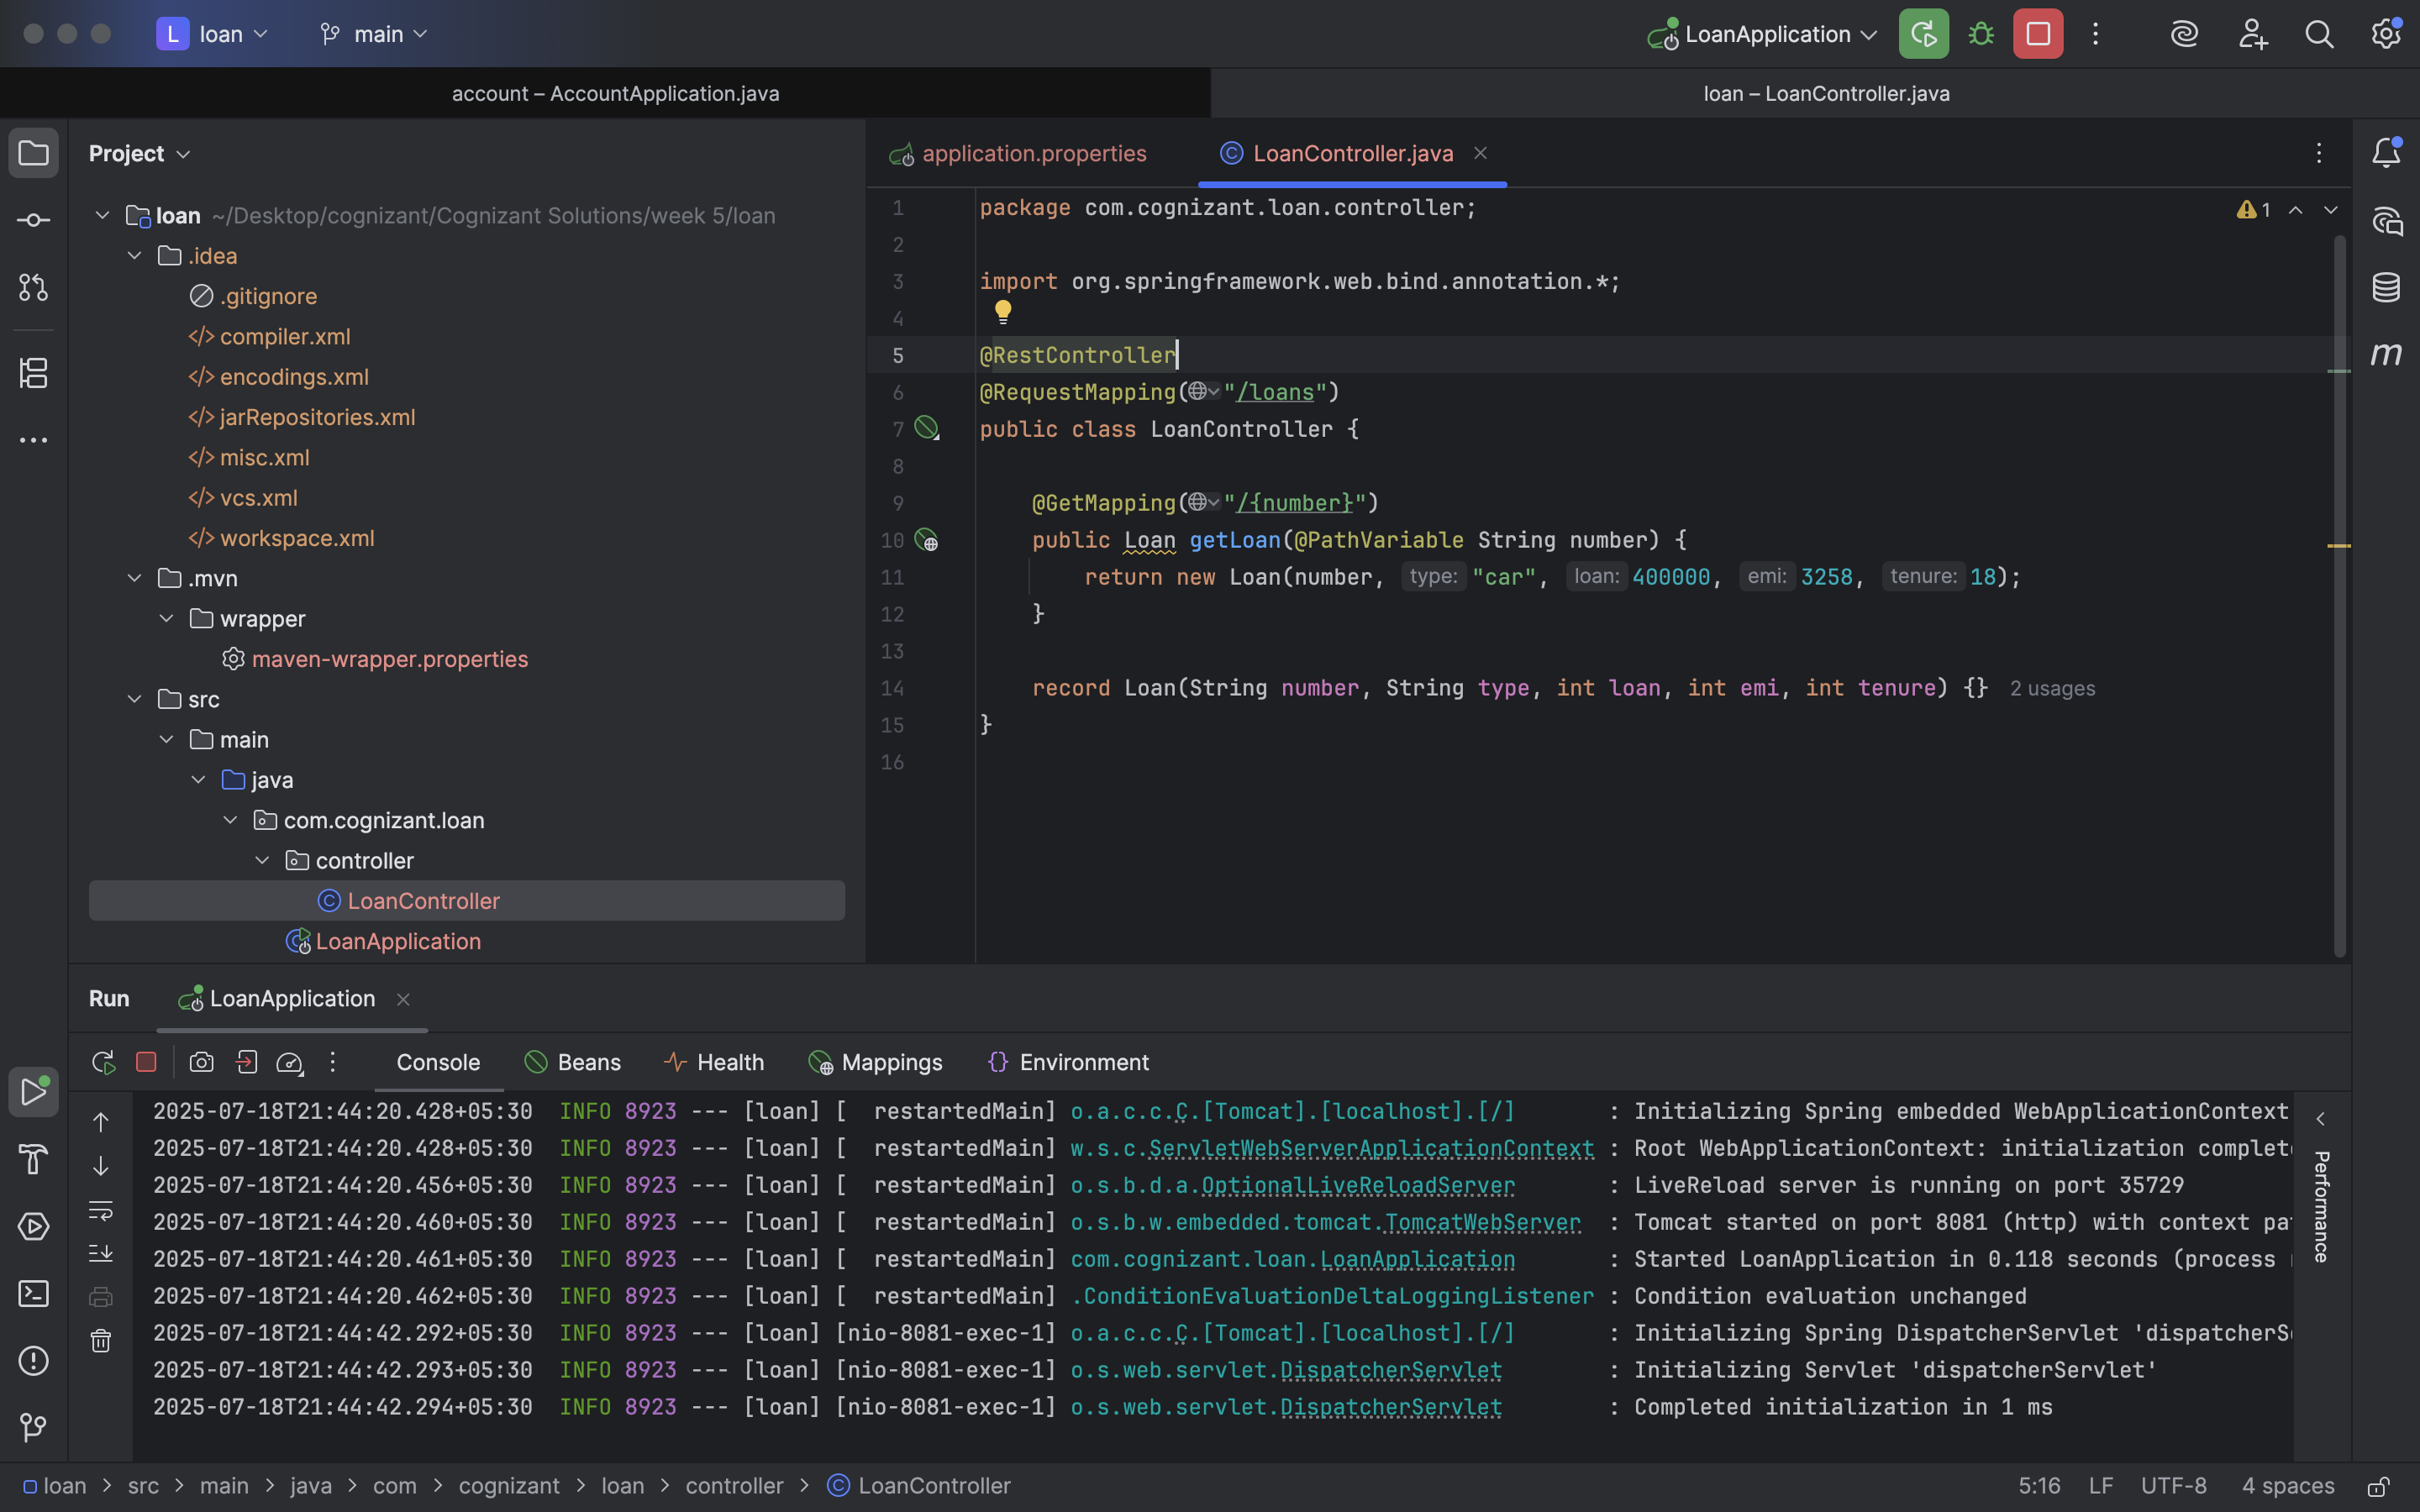 L loan main LoanApplication
account – AccountApplication.java loan – LoanController.java
Project
loan ~/Desktop/cognizant/Cognizant Solutions/week 5/loan
.idea
.gitignore
</> compiler.xml
</> encodings.xml
</> jarRepositories.xml
</> misc.xml
</> vcs.xml
</> workspace.xml
.mvn
wrapper
maven-wrapper.properties
src
main
java
com.cognizant.loan
controller
LoanController
LoanApplication
application.properties LoanController.java
1 package com.cognizant.loan.controller; 1
2
3 import org.springframework.web.bind.annotation.*;
4
5 @RestController
6 @RequestMapping("/loans")
7 public class LoanController {
8
9 @GetMapping("/{number}")
10 public Loan getLoan(@PathVariable String number) {
11 return new Loan(number, type: "car", loan: 400000, emi: 3258, tenure: 18);
12 }
13
14 record Loan(String number, String type, int loan, int emi, int tenure) {} 2 usages
15 }
16
m
Run LoanApplication
Console Beans Health Mappings Environment
2025-07-18T21:44:20.428+05:30 INFO 8923 --- [loan] [ restartedMain] o.a.c.c.C.[Tomcat].[localhost].[/] : Initializing Spring embedded WebApplicationContext
2025-07-18T21:44:20.428+05:30 INFO 8923 --- [loan] [ restartedMain] w.s.c.ServletWebServerApplicationContext : Root WebApplicationContext: initialization complet
2025-07-18T21:44:20.456+05:30 INFO 8923 --- [loan] [ restartedMain] o.s.b.d.a.OptionalLiveReloadServer : LiveReload server is running on port 35729
2025-07-18T21:44:20.460+05:30 INFO 8923 --- [loan] [ restartedMain] o.s.b.w.embedded.tomcat.TomcatWebServer : Tomcat started on port 8081 (http) with context pa
2025-07-18T21:44:20.461+05:30 INFO 8923 --- [loan] [ restartedMain] com.cognizant.loan.LoanApplication : Started LoanApplication in 0.118 seconds (process
2025-07-18T21:44:20.462+05:30 INFO 8923 --- [loan] [ restartedMain] .ConditionEvaluationDeltaLoggingListener : Condition evaluation unchanged
2025-07-18T21:44:42.292+05:30 INFO 8923 --- [loan] [nio-8081-exec-1] o.a.c.c.C.[Tomcat].[localhost].[/] : Initializing Spring DispatcherServlet 'dispatcherS
2025-07-18T21:44:42.293+05:30 INFO 8923 --- [loan] [nio-8081-exec-1] o.s.web.servlet.DispatcherServlet : Initializing Servlet 'dispatcherServlet'
2025-07-18T21:44:42.294+05:30 INFO 8923 --- [loan] [nio-8081-exec-1] o.s.web.servlet.DispatcherServlet : Completed initialization in 1 ms
Performance
loan > src > main > java > com > cognizant > loan > controller > LoanController 5:16 LF UTF-8 4 spaces